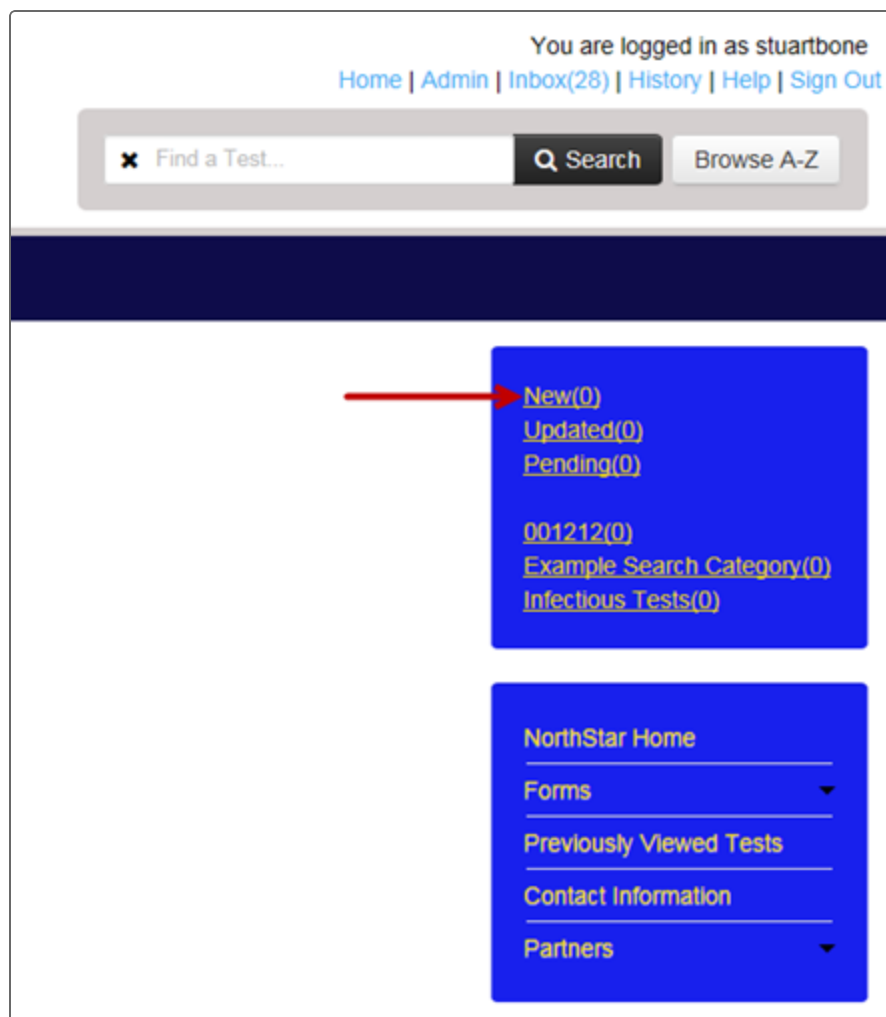 You are logged in as stuartbone
Home | Admin | Inbox(28) | History | Help | Sign Out
Find a Test... Search Browse A-Z
New(0)
Updated(0)
Pending(0)
001212(0)
Example Search Category(0)
Infectious Tests(0)
NorthStar Home
Forms
Previously Viewed Tests
Contact Information
Partners